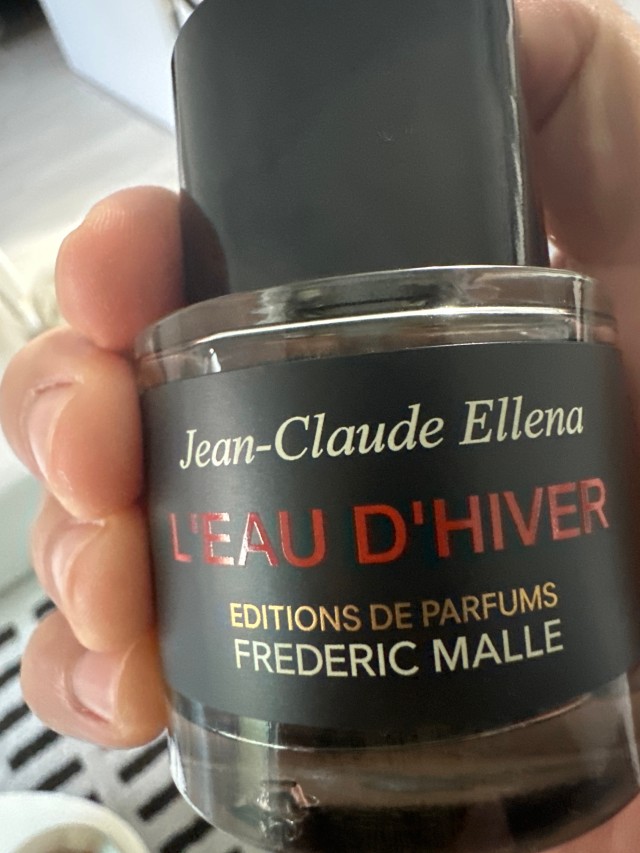 Jean-Claude Ellena
L'EAU D'HIVER
EDITIONS DE PARFUMS
FREDERIC MALLE